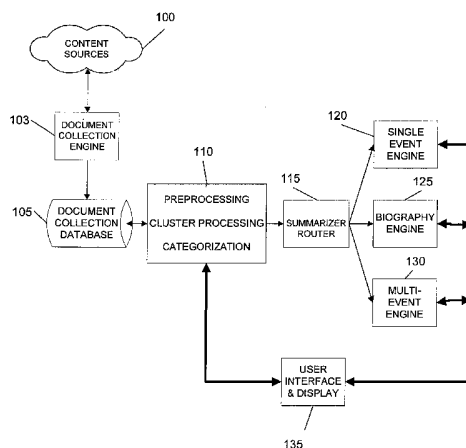 100
CONTENT
SOURCES
103
DOCUMENT
COLLECTION
ENGINE
105
DOCUMENT
COLLECTION
DATABASE
110
PREPROCESSING
CLUSTER PROCESSING
CATEGORIZATION
115
SUMMARIZER
ROUTER
120
SINGLE
EVENT
ENGINE
125
BIOGRAPHY
ENGINE
130
MULTI-
EVENT
ENGINE
USER
INTERFACE
& DISPLAY
135